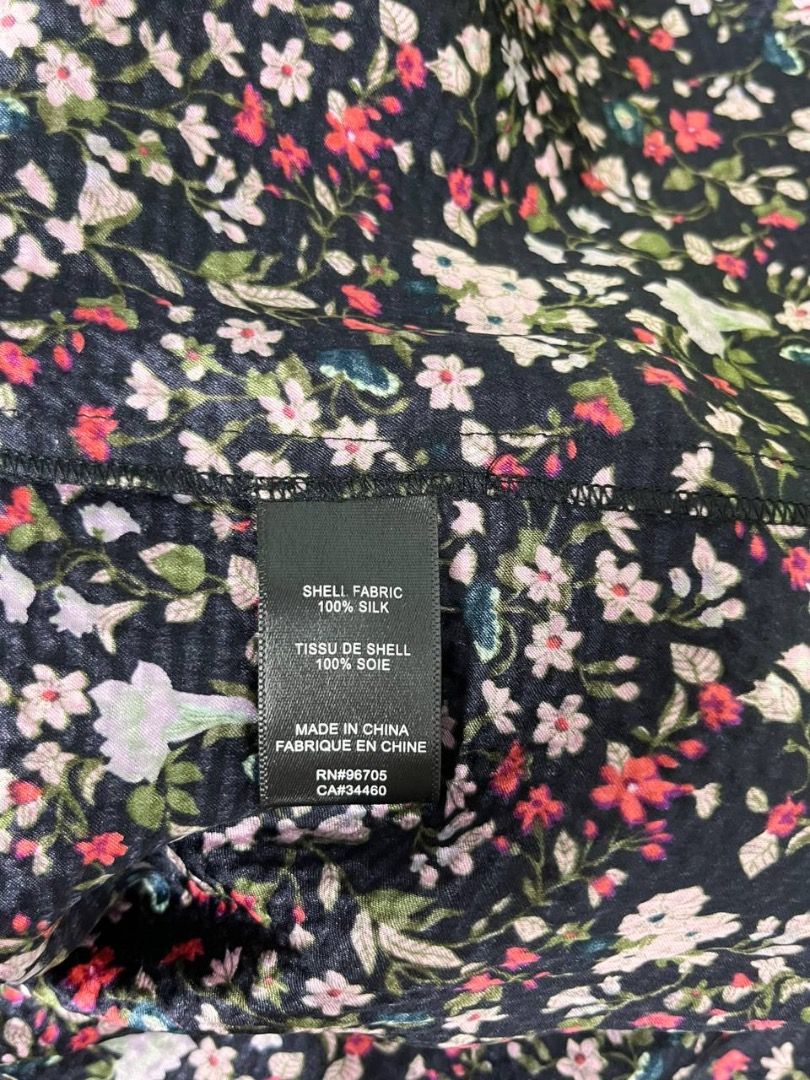 SHELL FABRIC
100% SILK
TISSU DE SHELL
100% SOIE
MADE IN CHINA
FABRIQUE EN CHINE
RN#96705
CA#34460